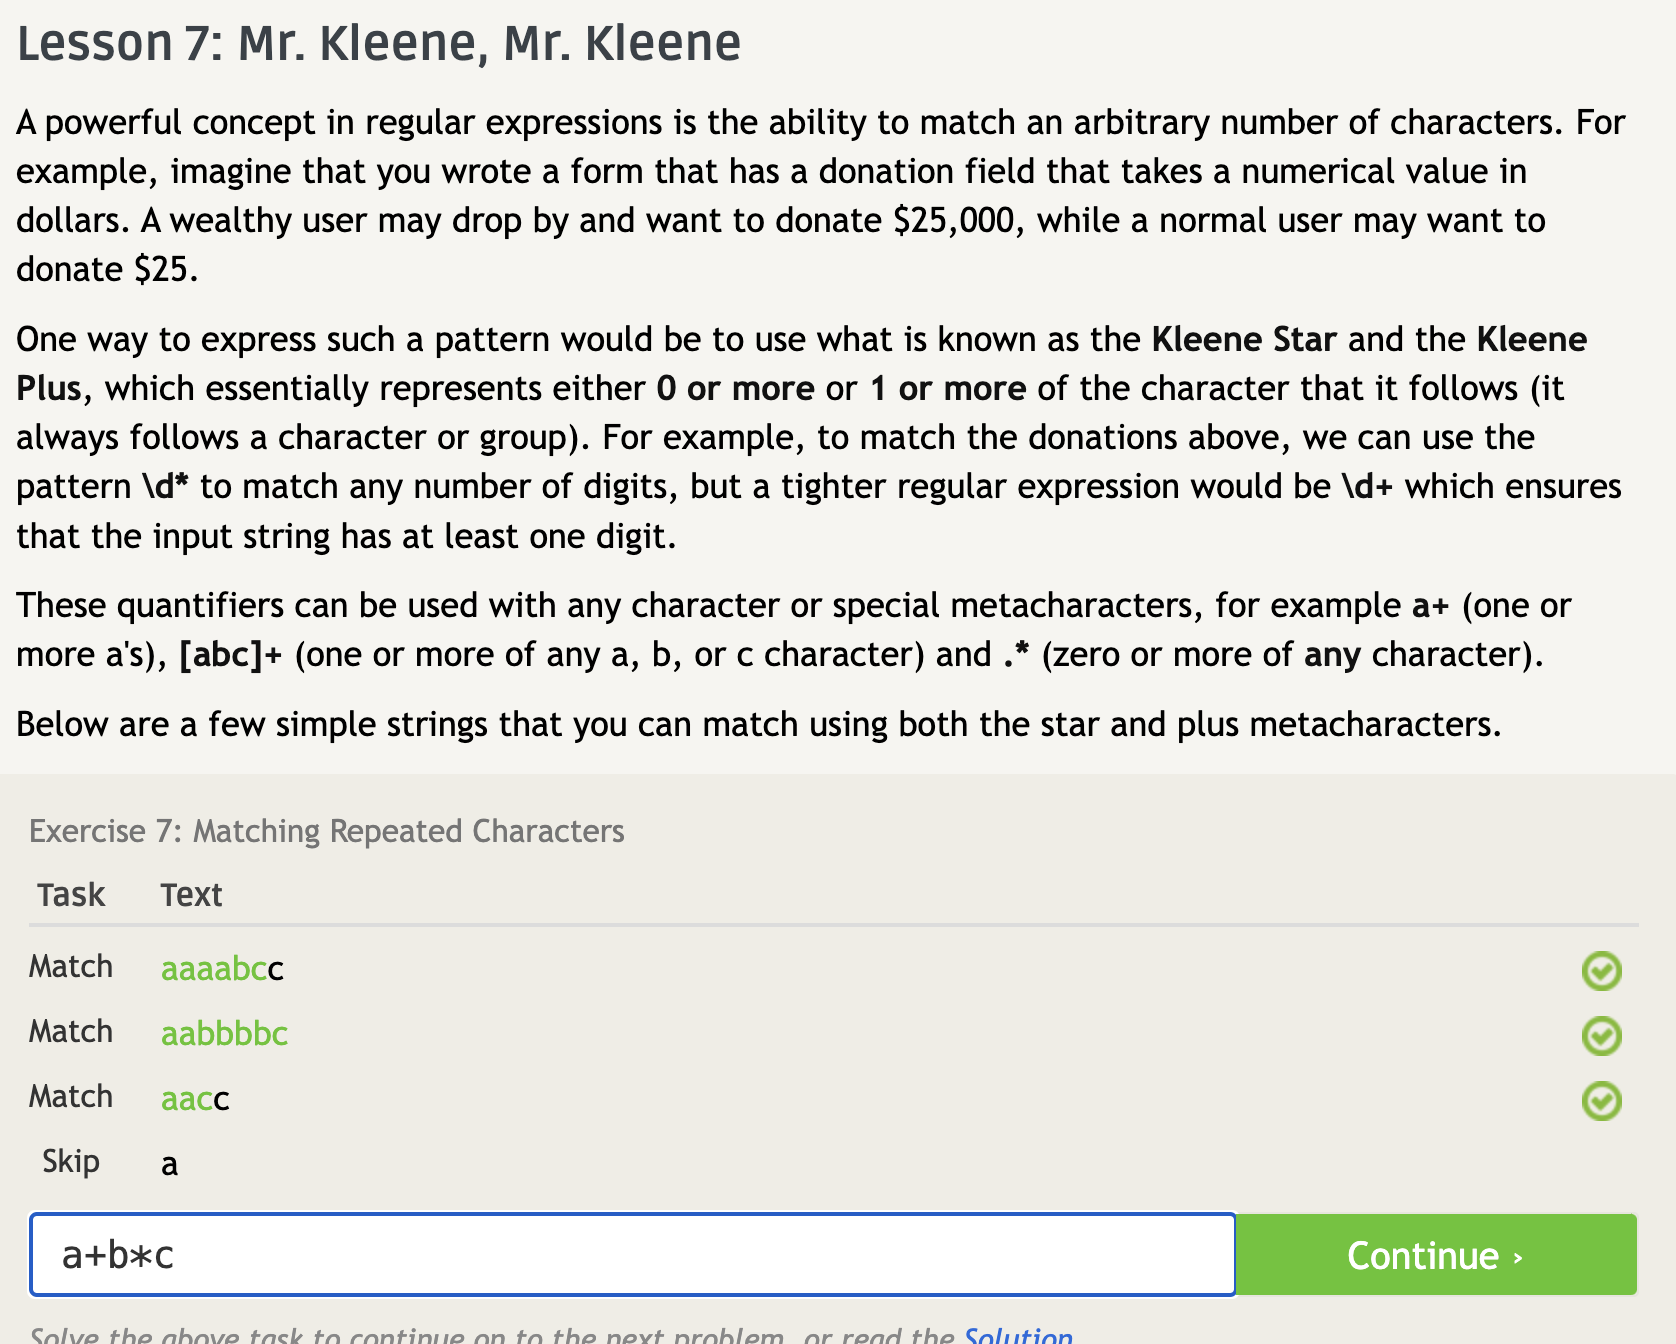 Lesson 7: Mr. Kleene, Mr. Kleene
A powerful concept in regular expressions is the ability to match an arbitrary number of characters. For
example, imagine that you wrote a form that has a donation field that takes a numerical value in
dollars. A wealthy user may drop by and want to donate $25,000, while a normal user may want to
donate $25.
One way to express such a pattern would be to use what is known as the Kleene Star and the Kleene
Plus, which essentially represents either 0 or more or 1 or more of the character that it follows (it
always follows a character or group). For example, to match the donations above, we can use the
pattern \d* to match any number of digits, but a tighter regular expression would be \d+ which ensures
that the input string has at least one digit.
These quantifiers can be used with any character or special metacharacters, for example a+ (one or
more a's), [abc]+ (one or more of any a, b, or c character) and .* (zero or more of any character).
Below are a few simple strings that you can match using both the star and plus metacharacters.
Exercise 7: Matching Repeated Characters
Task Text
Match aaaabcc
Match aabbbbc
Match aacc
Skip a
a+b*c Continue ›
Solve the above task to continue on to the next problem, or read the Solution